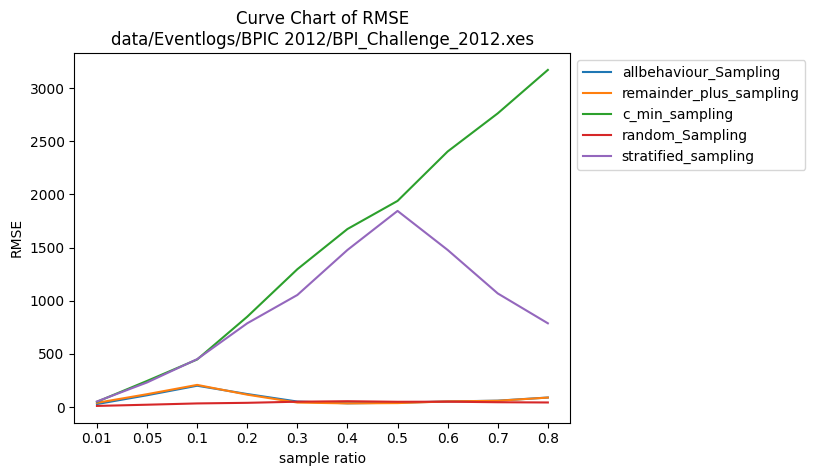 Curve Chart of RMSE
data/Eventlogs/BPIC 2012/BPI_Challenge_2012.xes
allbehaviour_Sampling
remainder_plus_sampling
c_min_sampling
random_Sampling
stratified_sampling
RMSE
3000
2500
2000
1500
1000
500
0
0.01 0.05 0.1 0.2 0.3 0.4 0.5 0.6 0.7 0.8
sample ratio